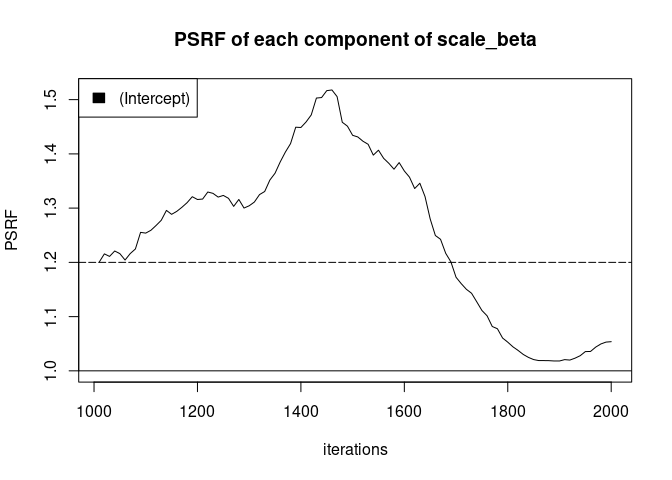 PSRF of each component of scale_beta
(Intercept)
PSRF
1.5
1.4
1.3
1.2
1.1
1.0
1000 1200 1400 1600 1800 2000
iterations